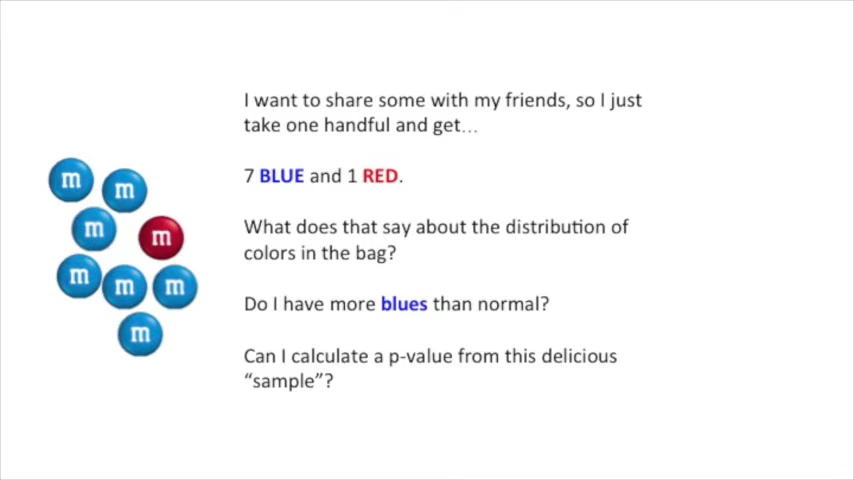 I want to share some with my friends, so I just
take one handful and get…
7 BLUE and 1 RED.
What does that say about the distribution of
colors in the bag?
Do I have more blues than normal?
Can I calculate a p-value from this delicious
“sample”?
m
m
m
m
m
m
m
m